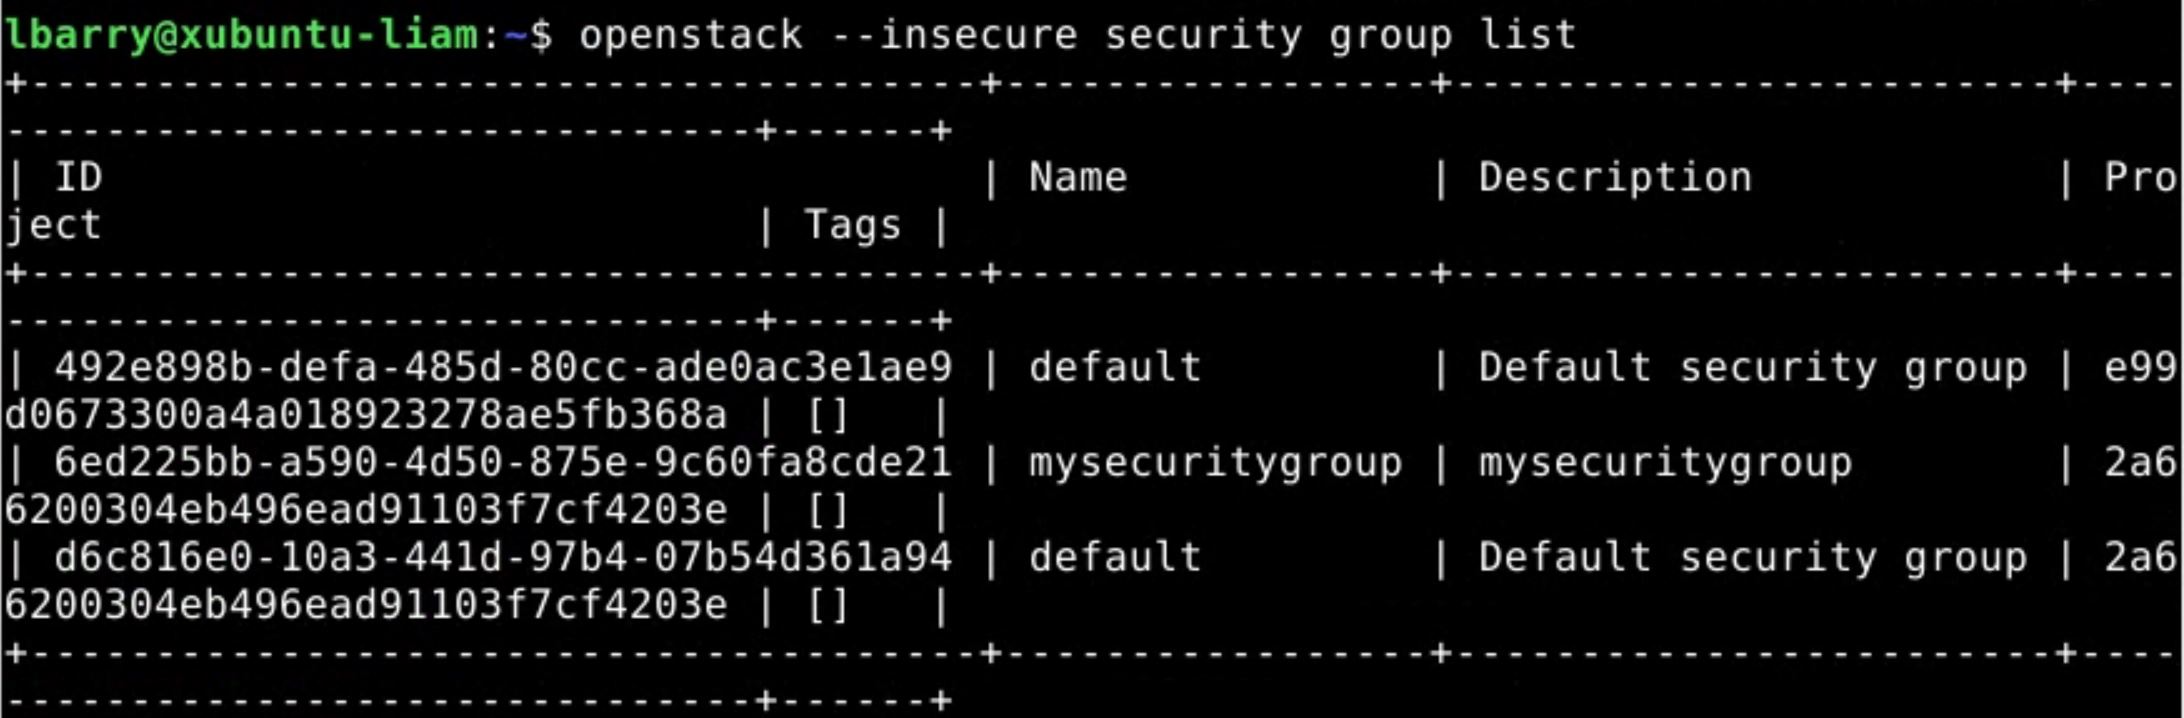 lbarry@xubuntu-liam:~$ openstack --insecure security group list
+--------------------------------------+-----------------+-------------------------+----
------------------------------+------+
| ID                                   | Name            | Description             | Pro
ject                           | Tags |
+--------------------------------------+-----------------+-------------------------+----
------------------------------+------+
| 492e898b-defa-485d-80cc-ade0ac3e1ae9 | default         | Default security group | e99
d0673300a4a018923278ae5fb368a | []   |
| 6ed225bb-a590-4d50-875e-9c60fa8cde21 | mysecuritygroup | mysecuritygroup         | 2a6
6200304eb496ead91103f7cf4203e | []   |
| d6c816e0-10a3-441d-97b4-07b54d361a94 | default         | Default security group | 2a6
6200304eb496ead91103f7cf4203e | []   |
+--------------------------------------+-----------------+-------------------------+----
------------------------------+------+